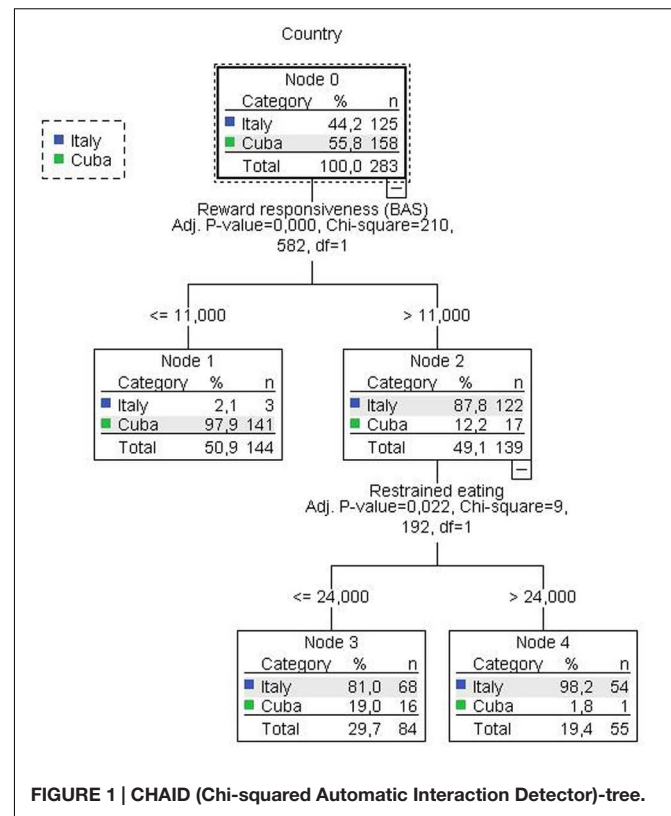 Country
Italy
Cuba
Node 0
Category % n
Italy 44,2 125
Cuba 55,8 158
Total 100,0 283
Reward responsiveness (BAS)
Adj. P-value=0,000, Chi-square=210,
582, df=1
<= 11,000
> 11,000
Node 1
Category % n
Italy 2,1 3
Cuba 97,9 141
Total 50,9 144
Node 2
Category % n
Italy 87,8 122
Cuba 12,2 17
Total 49,1 139
Restrained eating
Adj. P-value=0,022, Chi-square=9,
192, df=1
<= 24,000
> 24,000
Node 3
Category % n
Italy 81,0 68
Cuba 19,0 16
Total 29,7 84
Node 4
Category % n
Italy 98,2 54
Cuba 1,8 1
Total 19,4 55
FIGURE 1 | CHAID (Chi-squared Automatic Interaction Detector)-tree.